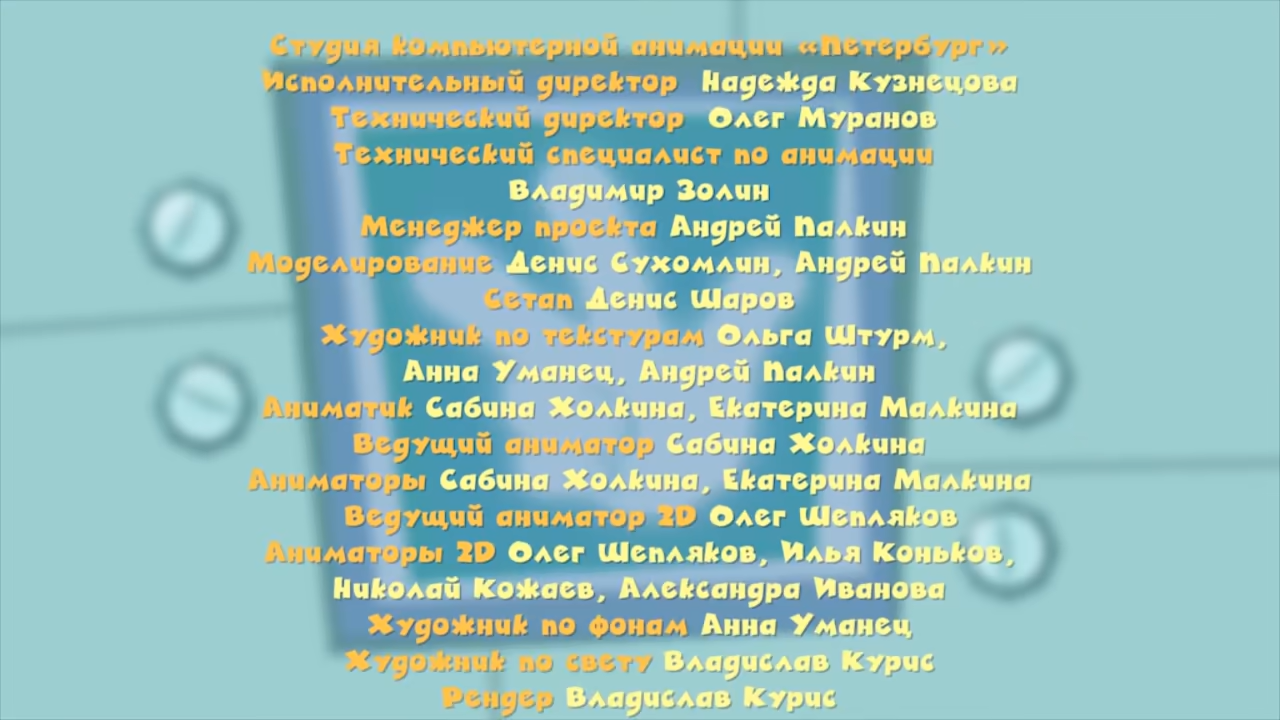 Студия компьютерной анимации «Петербург»
Исполнительный директор Надежда Кузнецова
Технический директор Олег Муранов
Технический специалист по анимации
Владимир Золин
Менеджер проекта Андрей Палкин
Моделирование Денис Сухомлин, Андрей Палкин
Сетап Денис Шаров
Художник по текстурам Ольга Штурм,
Анна Уманец, Андрей Палкин
Аниматик Сабина Холкина, Екатерина Малкина
Ведущий аниматор Сабина Холкина
Аниматоры Сабина Холкина, Екатерина Малкина
Ведущий аниматор 2D Олег Шепляков
Аниматоры 2D Олег Шепляков, Илья Коньков,
Николай Кожаев, Александра Иванова
Художник по фонам Анна Уманец
Художник по свету Владислав Курис
Рендер Владислав Курис